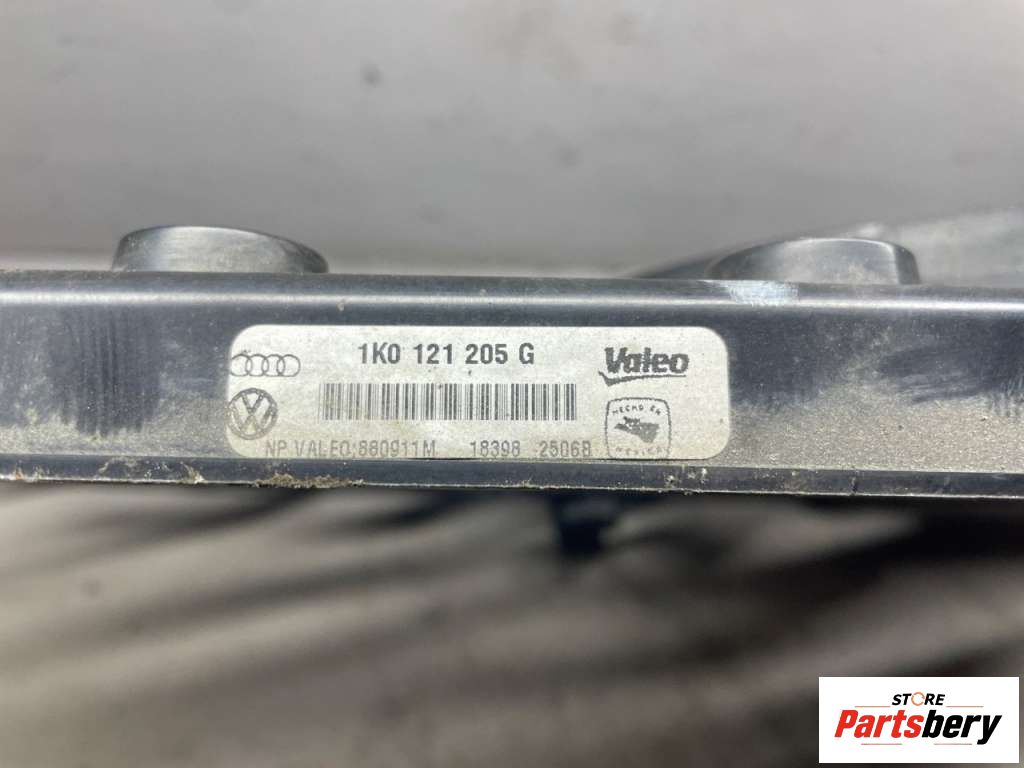 1K0 121 205 G
Valeo
HECHO EN
MEXICO
NP VALEO:880911M 18398 25068
STORE
Partsbery